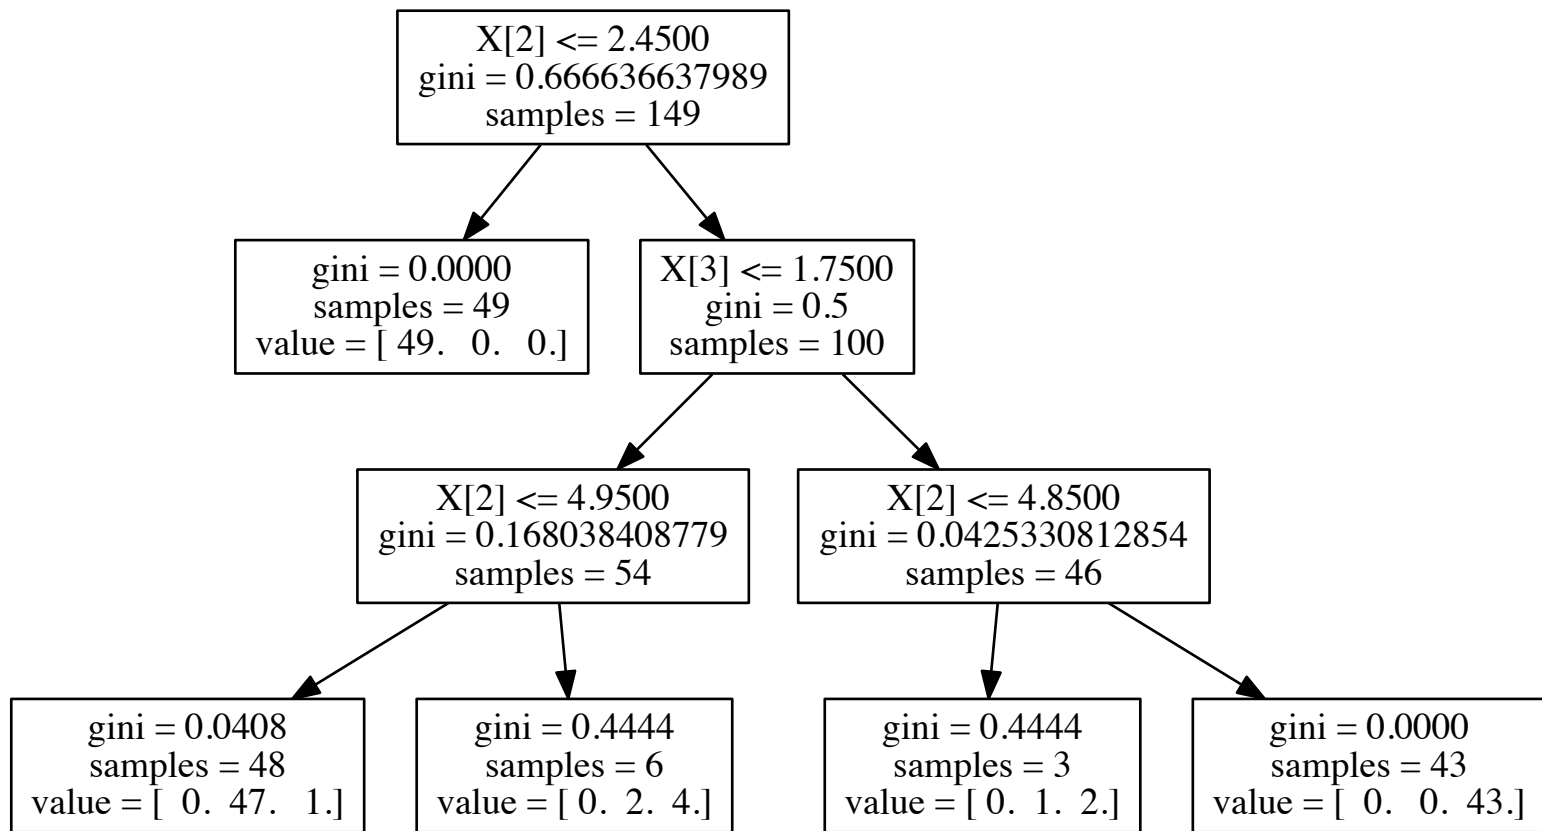 X[2] <= 2.4500
gini = 0.666636637989
samples = 149
gini = 0.0000
samples = 49
value = [ 49. 0. 0.]
X[3] <= 1.7500
gini = 0.5
samples = 100
X[2] <= 4.9500
gini = 0.168038408779
samples = 54
X[2] <= 4.8500
gini = 0.0425330812854
samples = 46
gini = 0.0408
samples = 48
value = [ 0. 47. 1.]
gini = 0.4444
samples = 6
value = [ 0. 2. 4.]
gini = 0.4444
samples = 3
value = [ 0. 1. 2.]
gini = 0.0000
samples = 43
value = [ 0. 0. 43.]